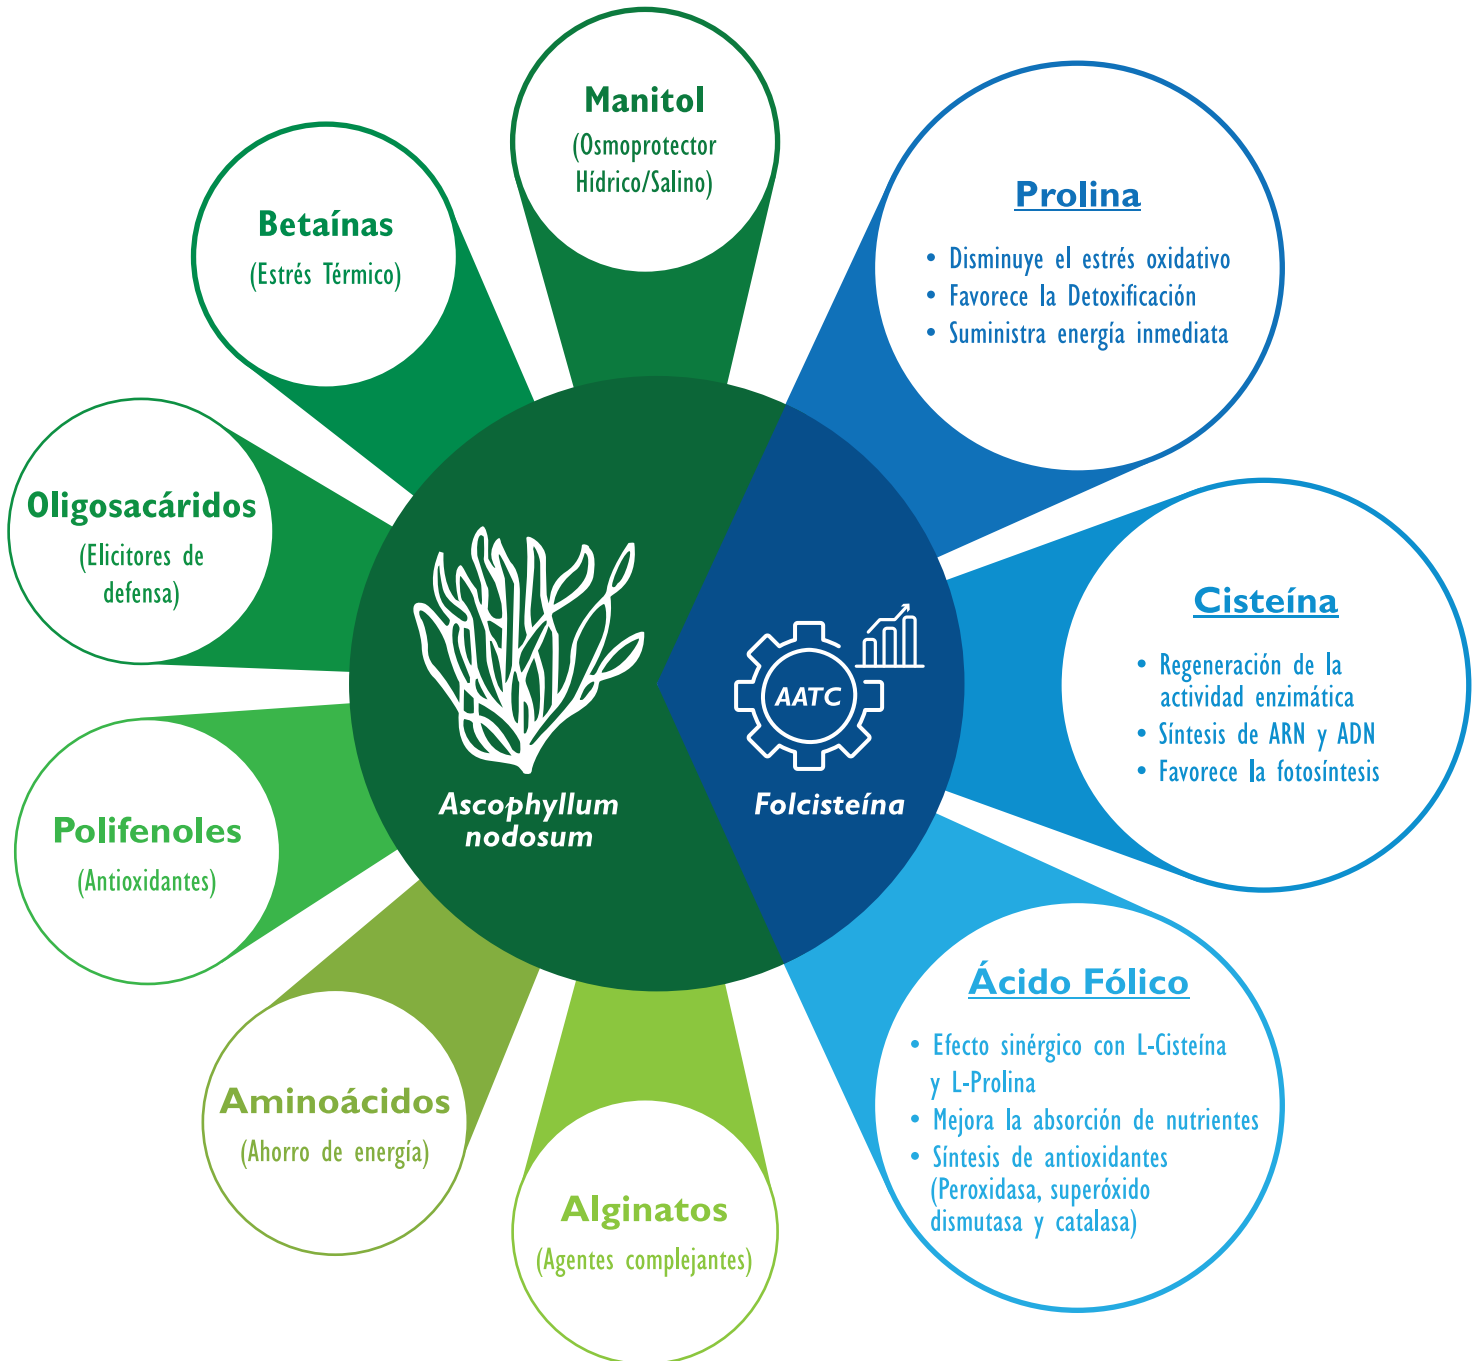 Manitol
(Osmoprotector
Hídrico/Salino)
Betaínas
(Estrés Térmico)
Oligosacáridos
(Elicitores de
defensa)
Polifenoles
(Antioxidantes)
Aminoácidos
(Ahorro de energía)
Alginatos
(Agentes complejantes)
Ascophyllum
nodosum
AATC
Folcisteína
Prolina
• Disminuye el estrés oxidativo
• Favorece la Detoxificación
• Suministra energía inmediata
Cisteína
• Regeneración de la
actividad enzimática
• Síntesis de ARN y ADN
• Favorece la fotosíntesis
Ácido Fólico
• Efecto sinérgico con L-Cisteína
y L-Prolina
• Mejora la absorción de nutrientes
• Síntesis de antioxidantes
(Peroxidasa, superóxido
dismutasa y catalasa)